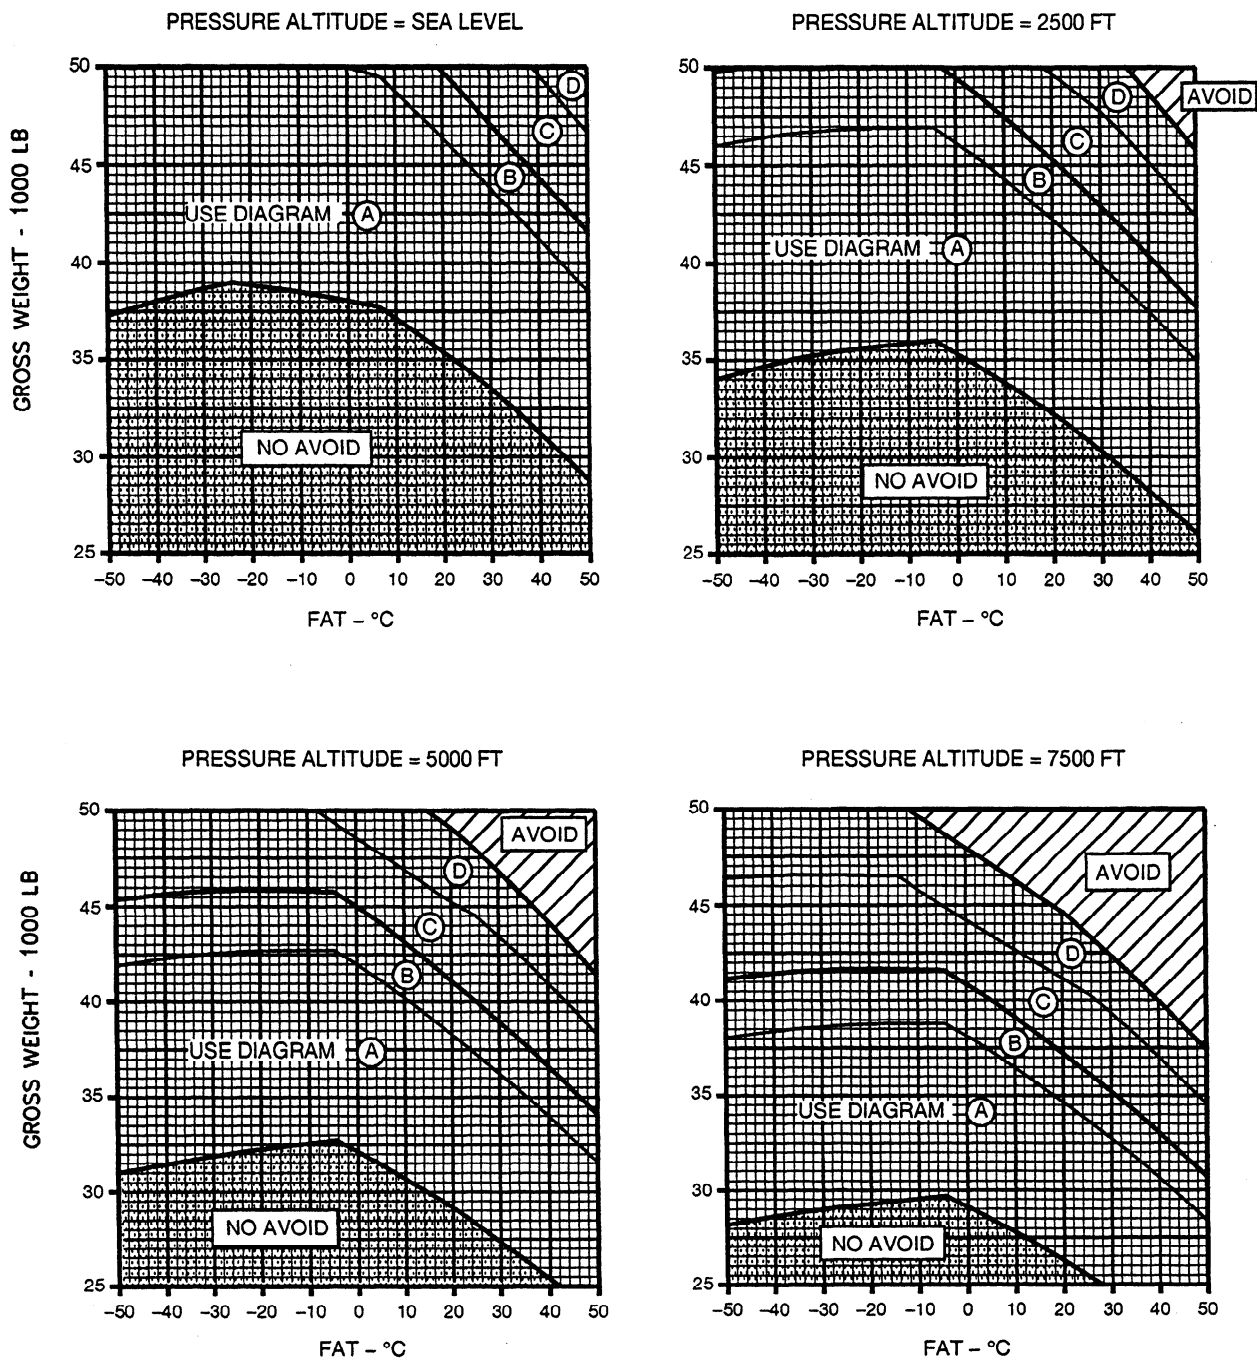 PRESSURE ALTITUDE = SEA LEVEL
GROSS WEIGHT - 1000 LB
50
45
40
35
30
25
D
C
B
USE DIAGRAM A
NO AVOID
-50 -40 -30 -20 -10 0 10 20 30 40 50
FAT - °C
PRESSURE ALTITUDE = 2500 FT
50
45
40
35
30
25
D
AVOID
C
B
USE DIAGRAM A
NO AVOID
-50 -40 -30 -20 -10 0 10 20 30 40 50
FAT - °C
PRESSURE ALTITUDE = 5000 FT
GROSS WEIGHT - 1000 LB
50
45
40
35
30
25
AVOID
D
C
B
USE DIAGRAM A
NO AVOID
-50 -40 -30 -20 -10 0 10 20 30 40 50
FAT - °C
PRESSURE ALTITUDE = 7500 FT
50
45
40
35
30
25
AVOID
D
C
B
USE DIAGRAM A
NO AVOID
-50 -40 -30 -20 -10 0 10 20 30 40 50
FAT - °C